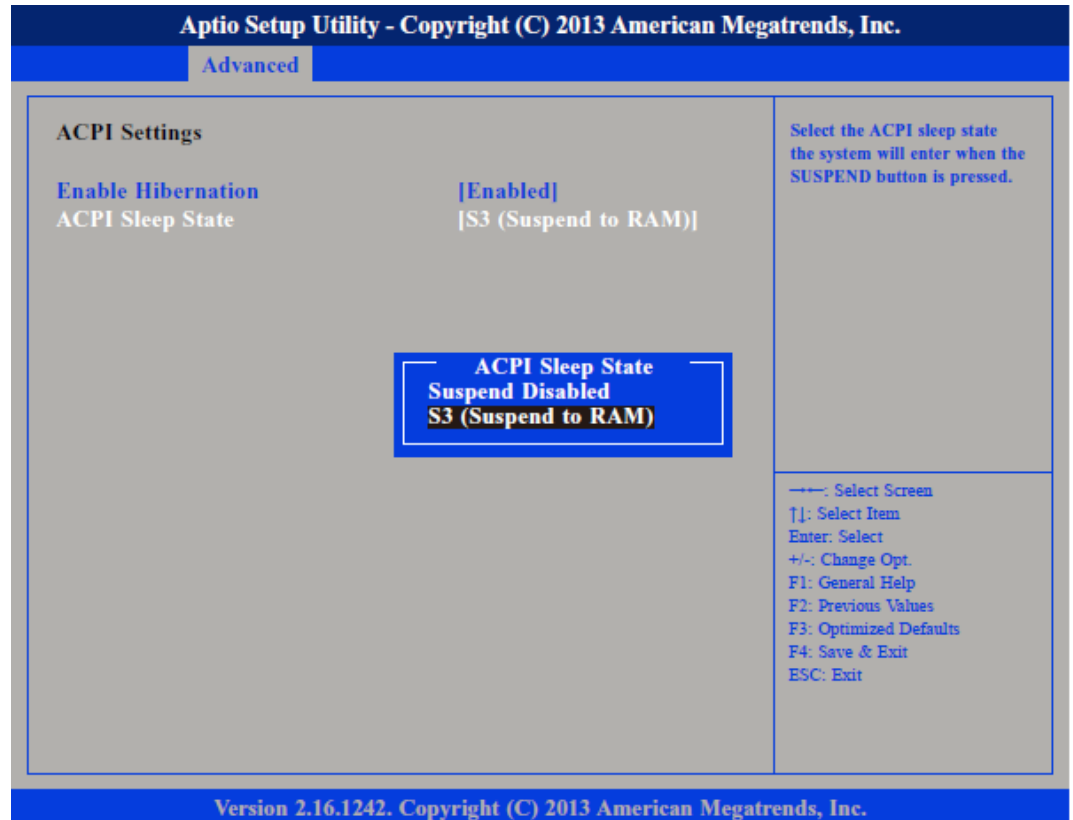 Aptio Setup Utility - Copyright (C) 2013 American Megatrends, Inc.
Advanced
ACPI Settings
Enable Hibernation [Enabled]
ACPI Sleep State [S3 (Suspend to RAM)]
ACPI Sleep State
Suspend Disabled
S3 (Suspend to RAM)
Select the ACPI sleep state
the system will enter when the
SUSPEND button is pressed.
→←: Select Screen
↑↓: Select Item
Enter: Select
+/-: Change Opt.
F1: General Help
F2: Previous Values
F3: Optimized Defaults
F4: Save & Exit
ESC: Exit
Version 2.16.1242. Copyright (C) 2013 American Megatrends, Inc.